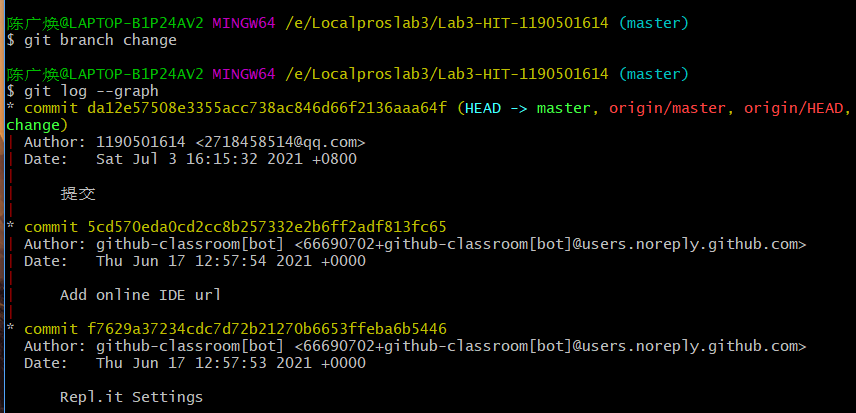 陈广焕@LAPTOP-B1P24AV2 MINGW64 /e/Localproslab3/Lab3-HIT-1190501614 (master)
$ git branch change
陈广焕@LAPTOP-B1P24AV2 MINGW64 /e/Localproslab3/Lab3-HIT-1190501614 (master)
$ git log --graph
* commit da12e57508e3355acc738ac846d66f2136aaa64f (HEAD -> master, origin/master, origin/HEAD,
change)
| Author: 1190501614 <2718458514@qq.com>
| Date:   Sat Jul 3 16:15:32 2021 +0800
|
|     提交
|
* commit 5cd570eda0cd2cc8b257332e2b6ff2adf813fc65
| Author: github-classroom[bot] <66690702+github-classroom[bot]@users.noreply.github.com>
| Date:   Thu Jun 17 12:57:54 2021 +0000
|
|     Add online IDE url
|
* commit f7629a37234cdc7d72b21270b6653ffeba6b5446
  Author: github-classroom[bot] <66690702+github-classroom[bot]@users.noreply.github.com>
  Date:   Thu Jun 17 12:57:53 2021 +0000
      Repl.it Settings